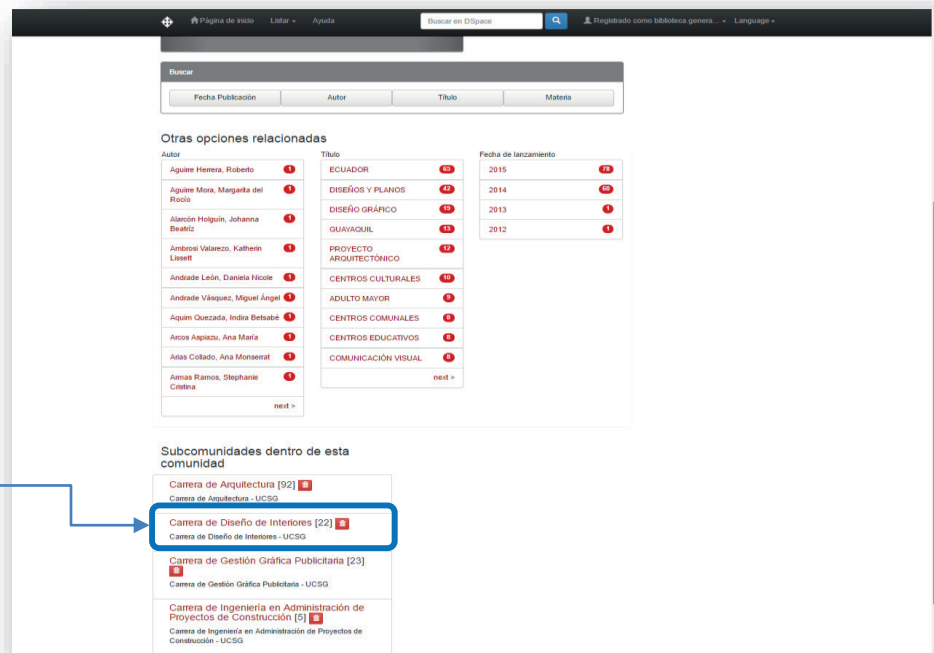 Página de inicio Listar Ayuda Buscar en DSpace Registrado como biblioteca.genera... Language
Buscar
Fecha Publicación Autor Título Materia
Otras opciones relacionadas
Autor
Aguirre Herrera, Roberto 1
Aguirre Mora, Margarita del
Rocío 1
Alarcón Holguín, Johanna
Beatríz 1
Ambrosi Valarezo, Katherin
Lissett 1
Andrade León, Daniela Nicole 1
Andrade Vásquez, Miguel Ángel 1
Aquim Quezada, Indira Betsabé 1
Arcos Aspiazu, Ana María 1
Arias Collado, Ana Monserrat 1
Armas Ramos, Stephanie
Cristina 1
next >
Título
ECUADOR 65
DISEÑOS Y PLANOS 42
DISEÑO GRÁFICO 19
GUAYAQUIL 13
PROYECTO
ARQUITECTÓNICO 12
CENTROS CULTURALES 10
ADULTO MAYOR 9
CENTROS COMUNALES 8
CENTROS EDUCATIVOS 8
COMUNICACIÓN VISUAL 8
next >
Fecha de lanzamiento
2015 78
2014 60
2013 1
2012 1
Subcomunidades dentro de esta
comunidad
Carrera de Arquitectura [92]
Carrera de Arquitectura - UCSG
Carrera de Diseño de Interiores [22]
Carrera de Diseño de Interiores - UCSG
Carrera de Gestión Gráfica Publicitaria [23]
Carrera de Gestión Gráfica Publicitaria - UCSG
Carrera de Ingeniería en Administración de
Proyectos de Construcción [5]
Carrera de Ingeniería en Administración de Proyectos de
Construcción - UCSG